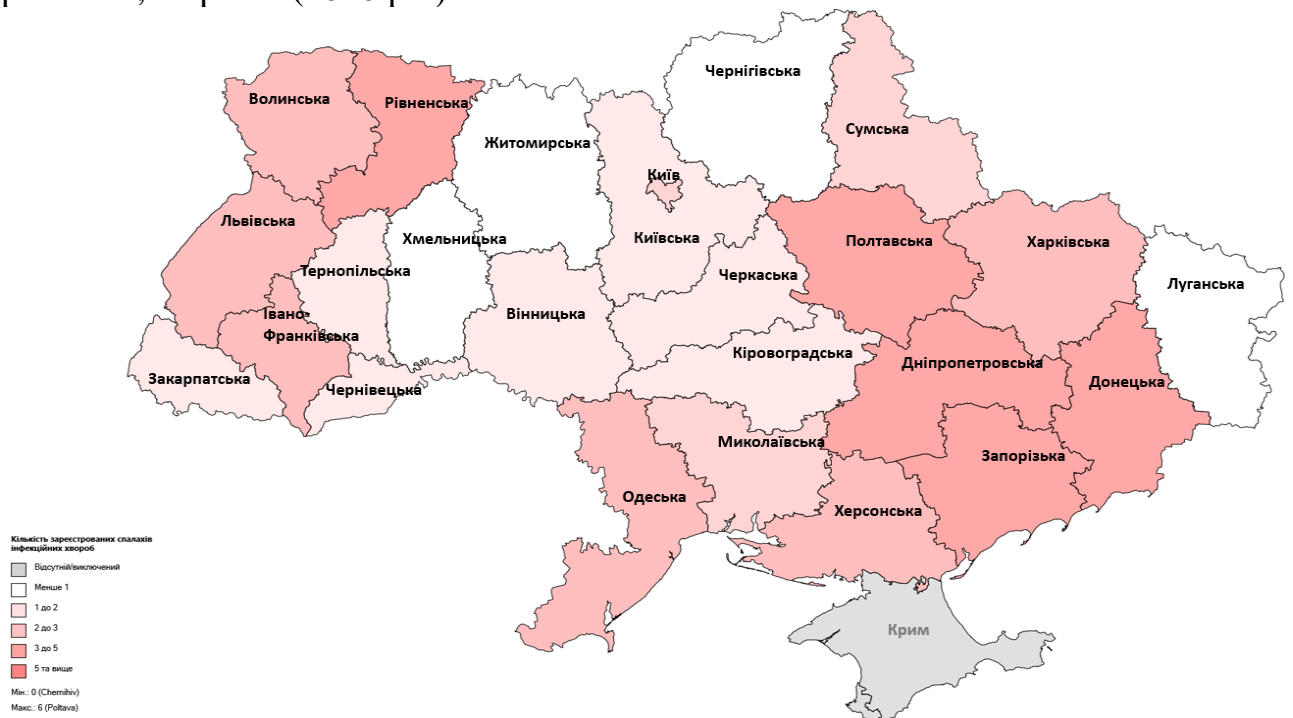 Чернігівська
Волинська
Рівненська
Сумська
Житомирська
Київ
Львівська
Хмельницька
Київська
Полтавська
Харківська
Тернопільська
Черкаська
Луганська
Івано-
Франківська
Вінницька
Кіровоградська
Дніпропетровська
Закарпатська
Чернівецька
Донецька
Миколаївська
Запорізька
Одеська
Херсонська
Крим
Кількість зареєстрованих спалахів
інфекційних хвороб
Відсутній/виключений
Менше 1
1 до 2
2 до 3
3 до 5
5 та вище
Мін.: 0 (Chernihiv)
Макс.: 6 (Poltava)